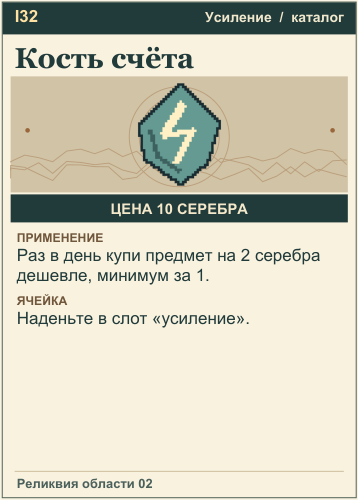 I32
Усиление / каталог
Кость счёта
ЦЕНА 10 СЕРЕБРА
ПРИМЕНЕНИЕ
Раз в день купи предмет на 2 серебра
дешевле, минимум за 1.
ЯЧЕЙКА
Наденьте в слот «усиление».
Реликвия области 02